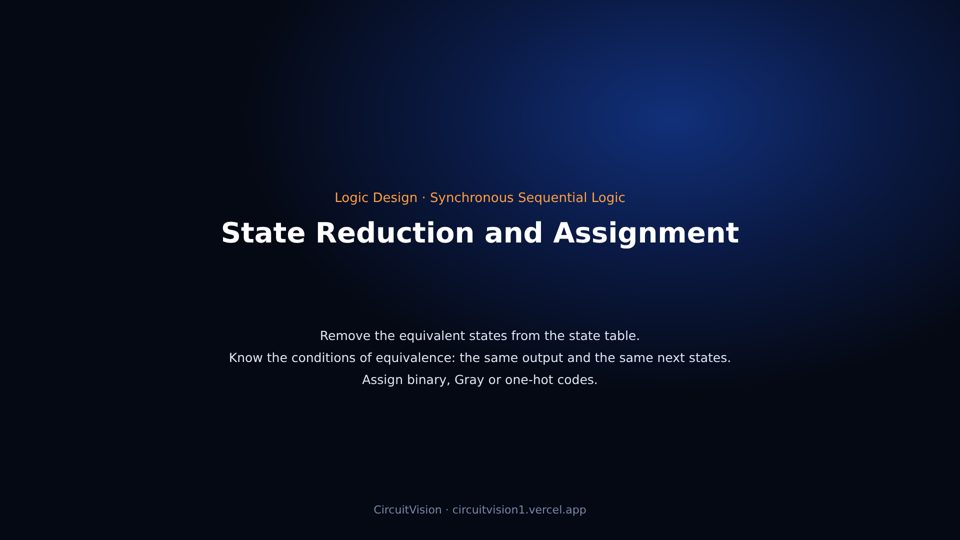 Logic Design · Synchronous Sequential Logic
State Reduction and Assignment
Remove the equivalent states from the state table.
Know the conditions of equivalence: the same output and the same next states.
Assign binary, Gray or one-hot codes.
CircuitVision · circuitvision1.vercel.app